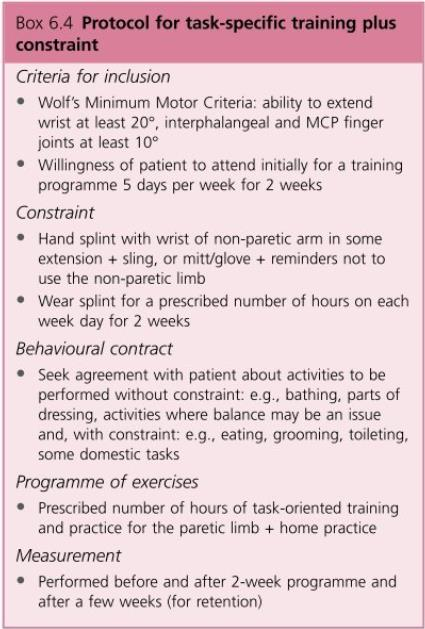 Box 6.4 Protocol for task-specific training plus
constraint
Criteria for inclusion
• Wolf's Minimum Motor Criteria: ability to extend
wrist at least 20°, interphalangeal and MCP finger
joints at least 10°
• Willingness of patient to attend initially for a training
programme 5 days per week for 2 weeks
Constraint
• Hand splint with wrist of non-paretic arm in some
extension + sling, or mitt/glove + reminders not to
use the non-paretic limb
• Wear splint for a prescribed number of hours on each
week day for 2 weeks
Behavioural contract
• Seek agreement with patient about activities to be
performed without constraint: e.g., bathing, parts of
dressing, activities where balance may be an issue
and, with constraint: e.g., eating, grooming, toileting,
some domestic tasks
Programme of exercises
• Prescribed number of hours of task-oriented training
and practice for the paretic limb + home practice
Measurement
• Performed before and after 2-week programme and
after a few weeks (for retention)